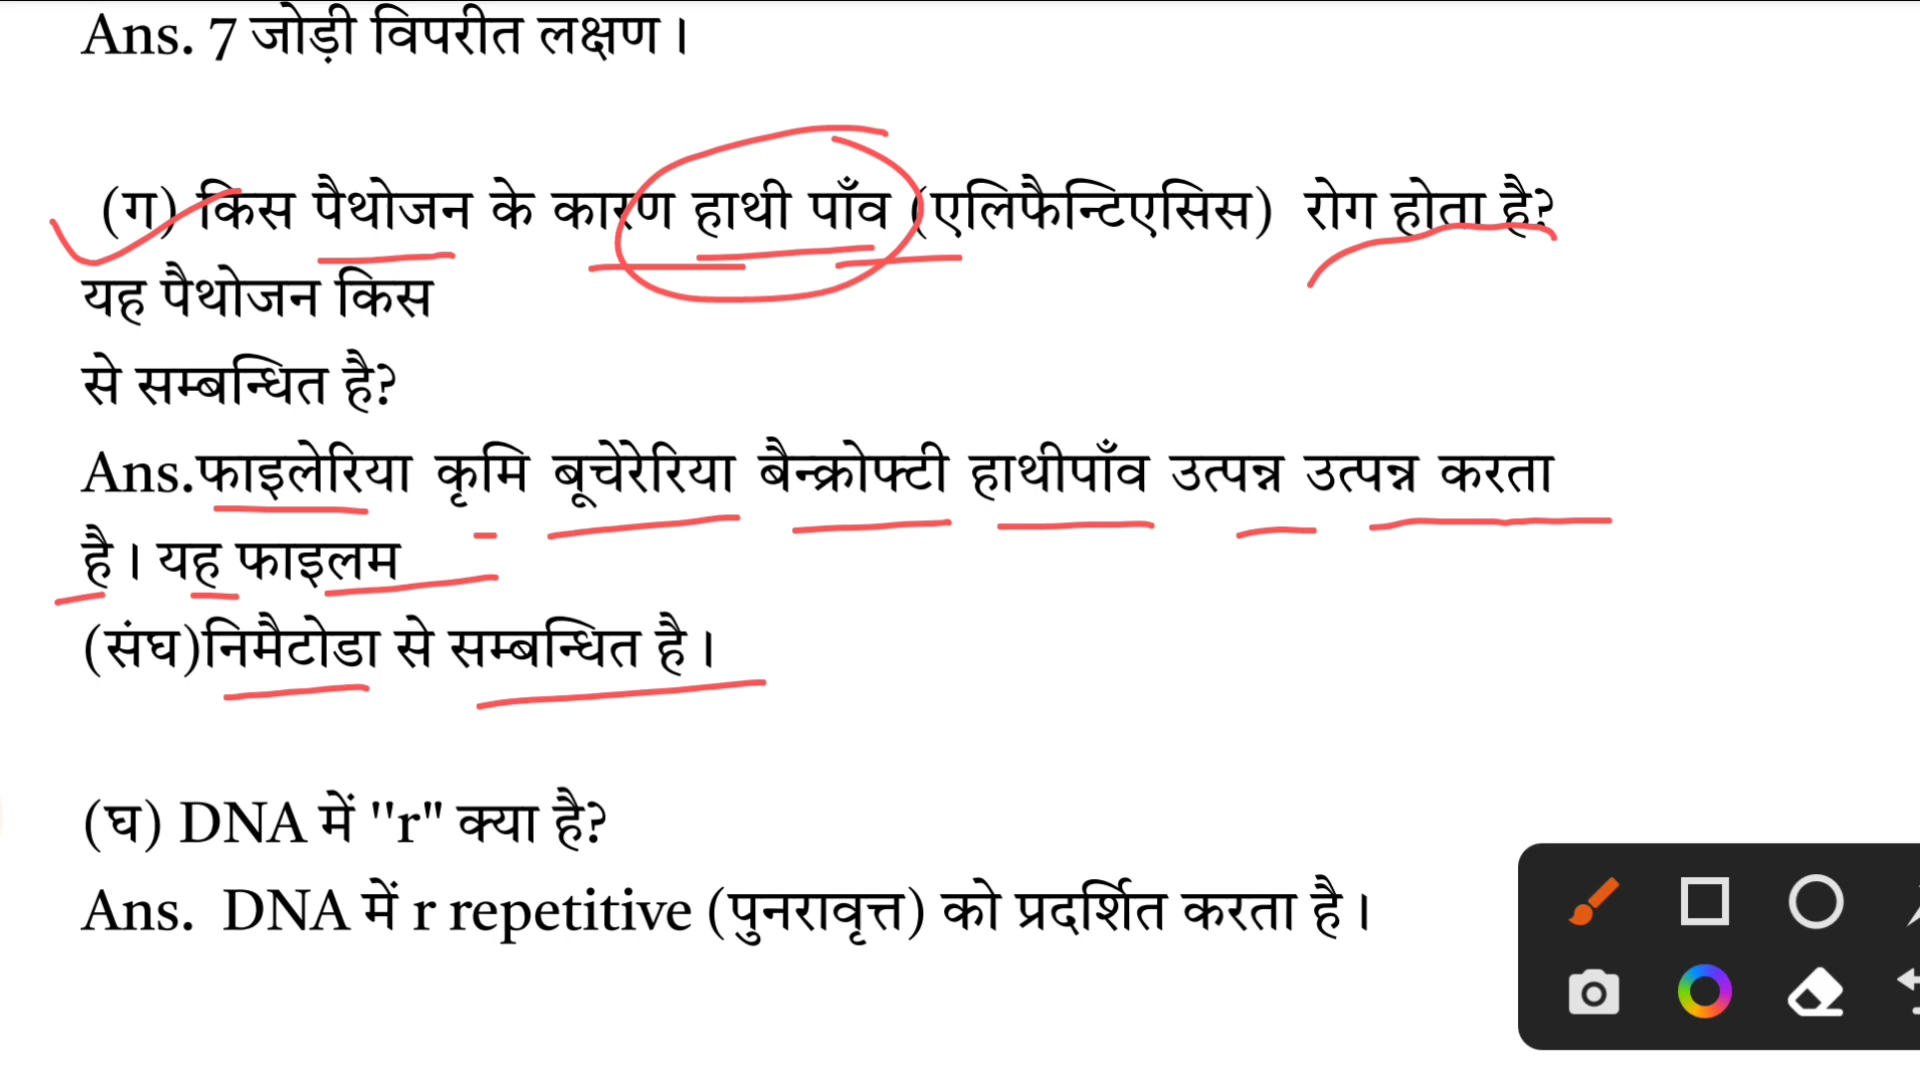 Ans. 7 जोड़ी विपरीत लक्षण।
(ग) किस पैथोजन के कारण हाथी पाँव (एलिफैन्टिएसिस) रोग होता है?
यह पैथोजन किस
से सम्बन्धित है?
Ans.फाइलेरिया कृमि बूचेरेरिया बैन्क्रोफ्टी हाथीपाँव उत्पन्न उत्पन्न करता
है। यह फाइलम
(संघ)निमैटोडा से सम्बन्धित है।
(घ) DNA में ''r" क्या है?
Ans. DNA में r repetitive (पुनरावृत्त) को प्रदर्शित करता है।